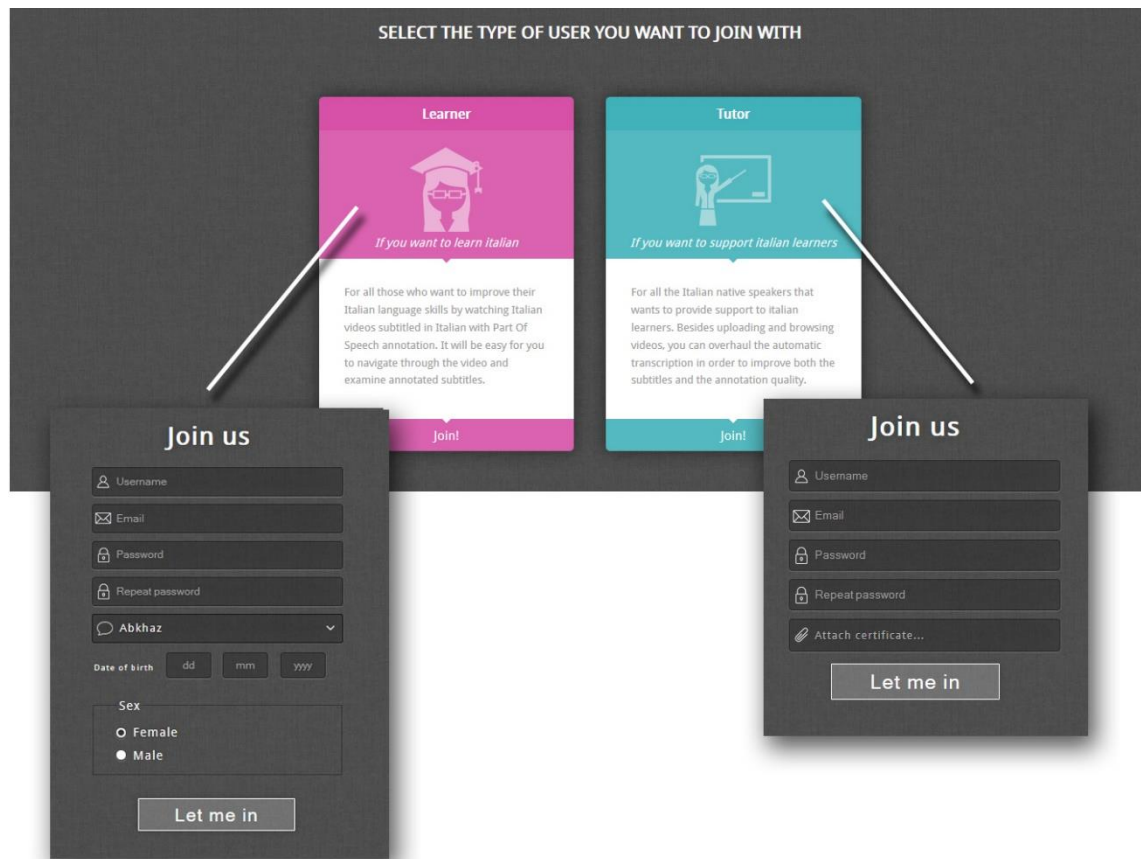 SELECT THE TYPE OF USER YOU WANT TO JOIN WITH
Learner
If you want to learn italian
For all those who want to improve their
Italian language skills by watching Italian
videos subtitled in Italian with Part Of
Speech annotation. It will be easy for you
to navigate through the video and
examine annotated subtitles.
Join!
Tutor
If you want to support italian learners
For all the Italian native speakers that
wants to provide support to italian
learners. Besides uploading and browsing
videos, you can overhaul the automatic
transcription in order to improve both the
subtitles and the annotation quality.
Join!
Join us
Username
Email
Password
Repeat password
Abkhaz
Date of birth dd mm yyyy
Sex
Female
Male
Let me in
Join us
Username
Email
Password
Repeat password
Attach certificate...
Let me in